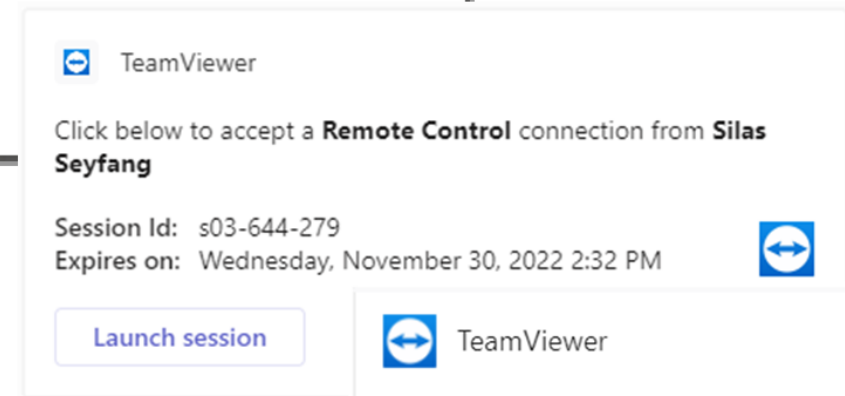 TeamViewer
Click below to accept a Remote Control connection from Silas
Seyfang
Session Id: s03-644-279
Expires on: Wednesday, November 30, 2022 2:32 PM
Launch session
TeamViewer